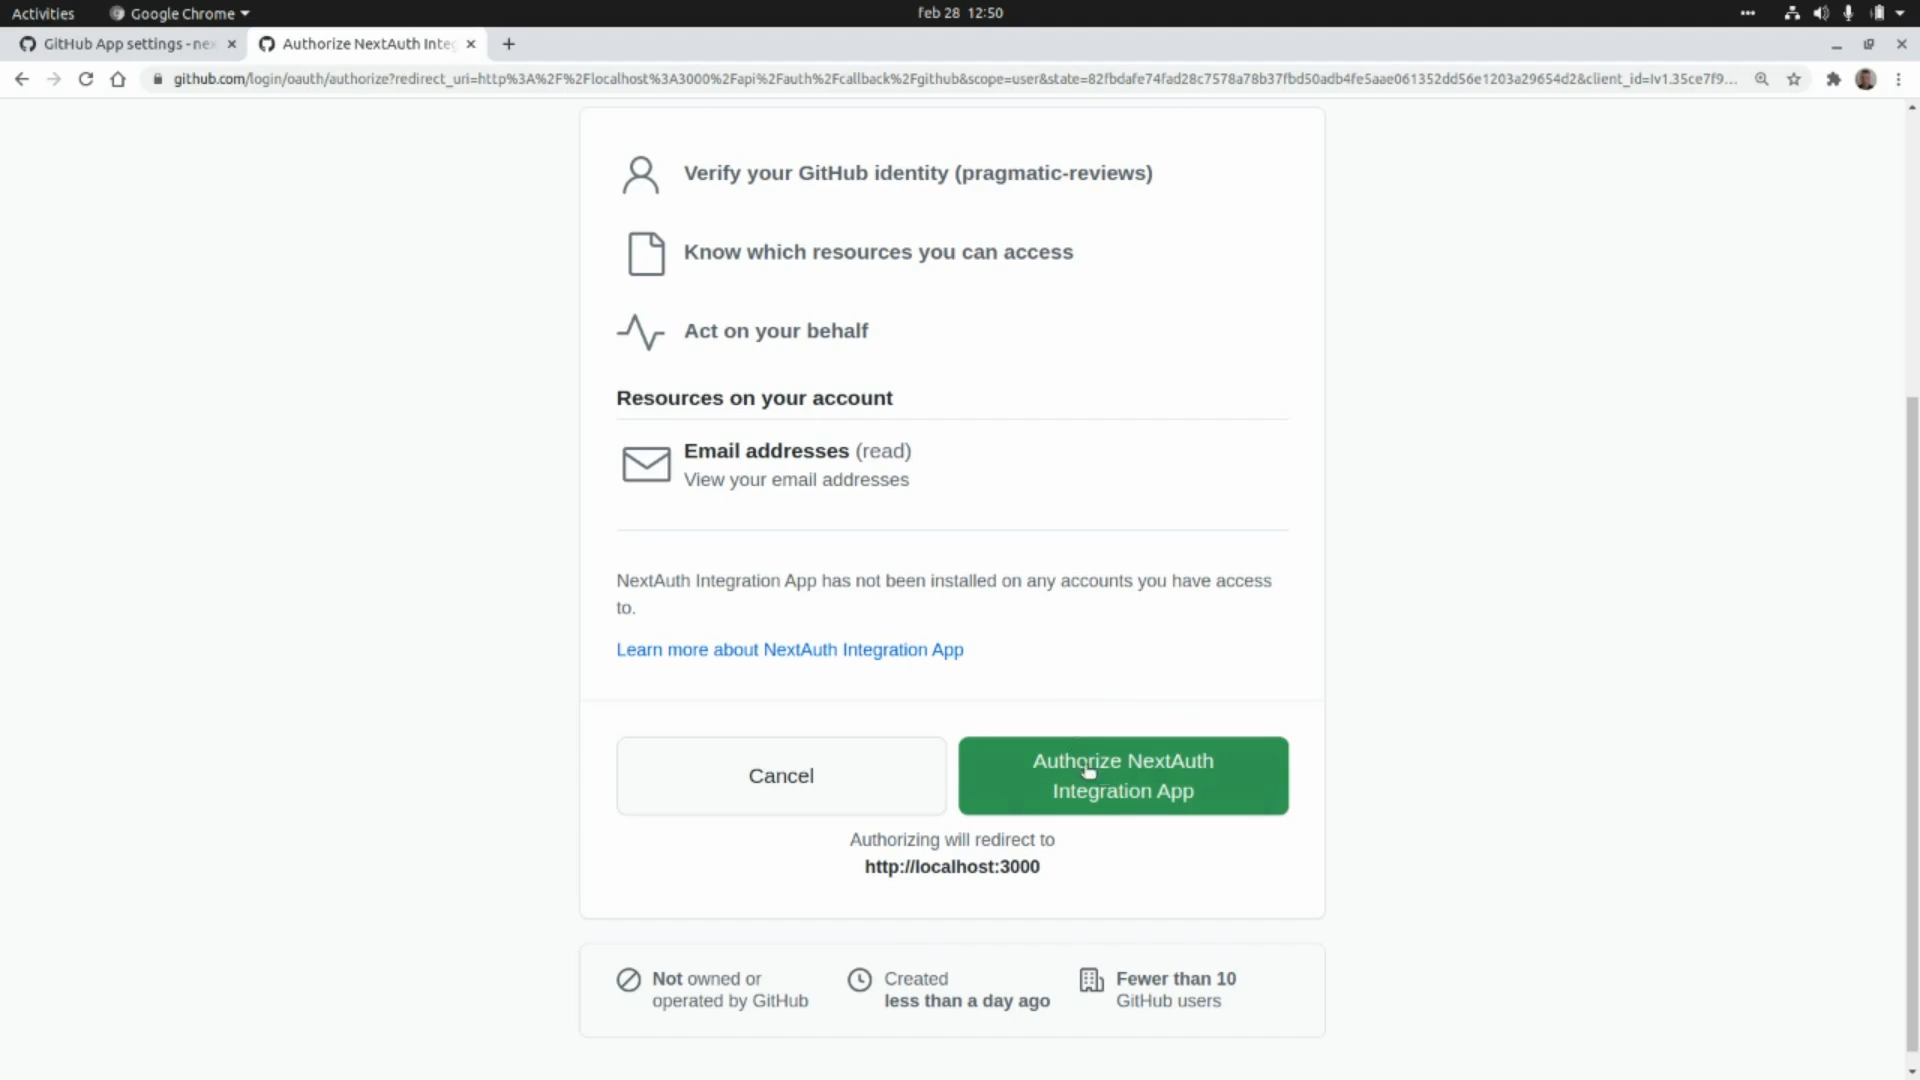 Activities
Google Chrome
feb 28 12:50
GitHub App settings - nex
Authorize NextAuth Integ
github.com/login/oauth/authorize?redirect_uri=http%3A%2F%2Flocalhost%3A3000%2Fapi%2Fauth%2Fcallback%2Fgithub&scope=user&state=82fbdafe74fad28c7578a78b37fbd50adb4fe5aae061352dd56e1203a29654d2&client_id=Iv1.35ce7f9...
Verify your GitHub identity (pragmatic-reviews)
Know which resources you can access
Act on your behalf
Resources on your account
Email addresses (read)
View your email addresses
NextAuth Integration App has not been installed on any accounts you have access
to.
Learn more about NextAuth Integration App
Cancel
Authorize NextAuth
Integration App
Authorizing will redirect to
http://localhost:3000
Not owned or
operated by GitHub
Created
less than a day ago
Fewer than 10
GitHub users